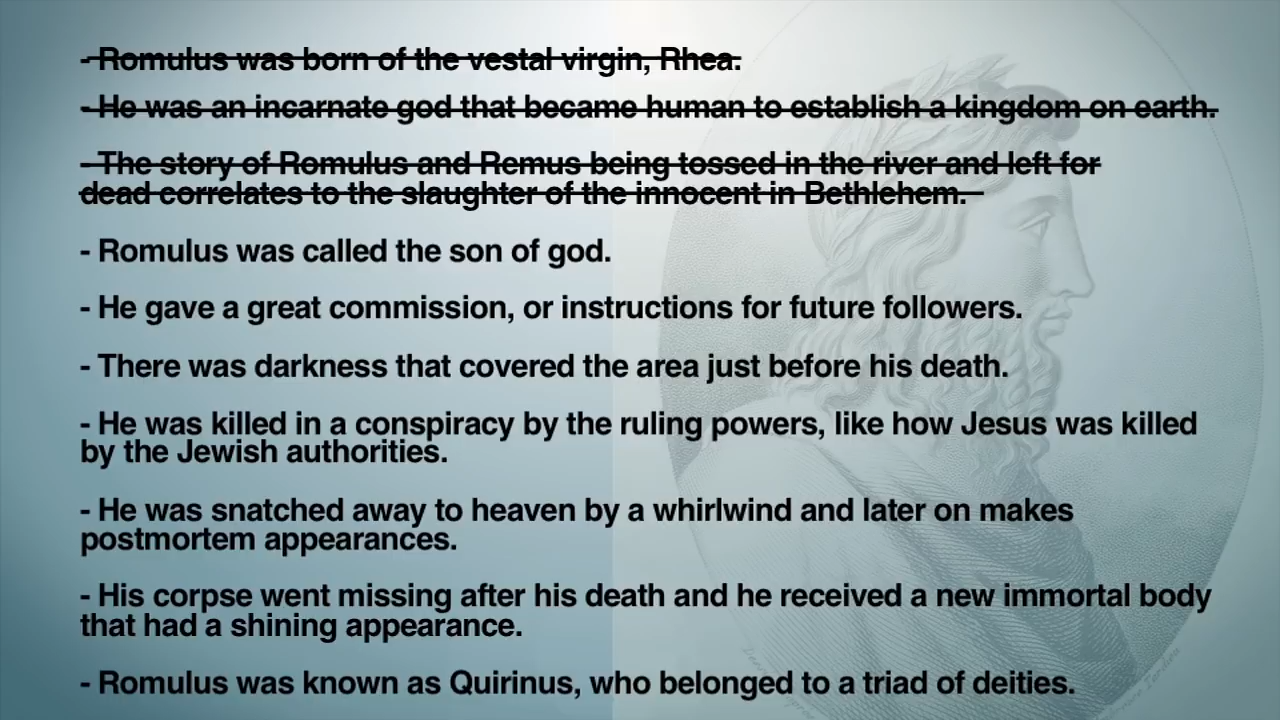 - Romulus was born of the vestal virgin, Rhea.
- He was an incarnate god that became human to establish a kingdom on earth.
- The story of Romulus and Remus being tossed in the river and left for
dead correlates to the slaughter of the innocent in Bethlehem.
- Romulus was called the son of god.
- He gave a great commission, or instructions for future followers.
- There was darkness that covered the area just before his death.
- He was killed in a conspiracy by the ruling powers, like how Jesus was killed
by the Jewish authorities.
- He was snatched away to heaven by a whirlwind and later on makes
postmortem appearances.
- His corpse went missing after his death and he received a new immortal body
that had a shining appearance.
- Romulus was known as Quirinus, who belonged to a triad of deities.